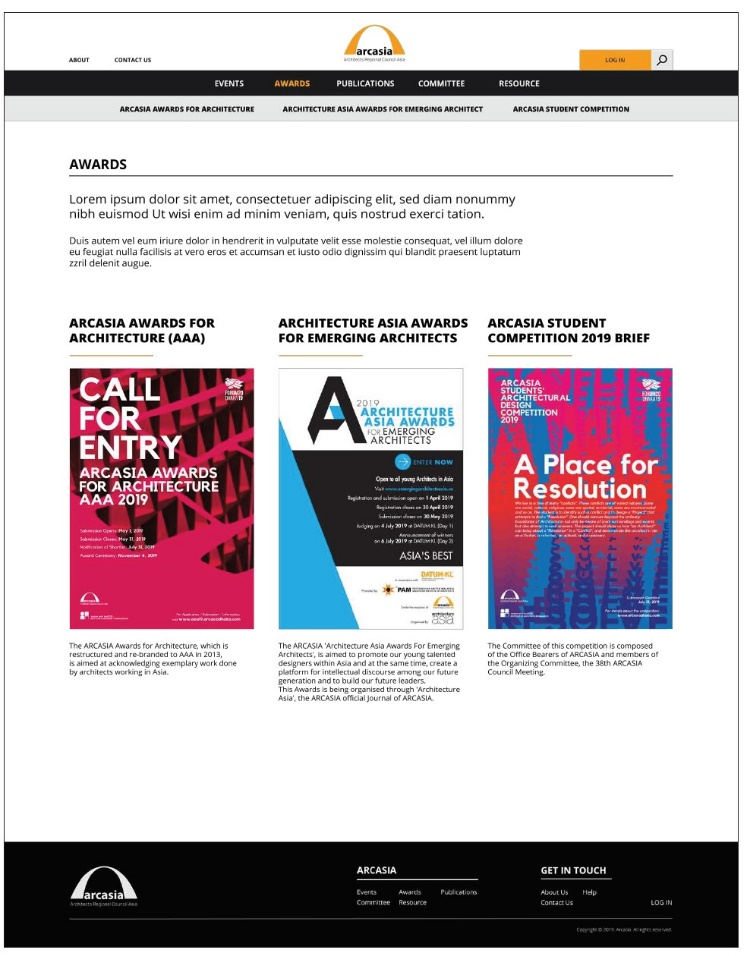 arcasia
Architects Regional Council Asia
ABOUT CONTACT US LOG IN
EVENTS AWARDS PUBLICATIONS COMMITTEE RESOURCE
ARCASIA AWARDS FOR ARCHITECTURE ARCHITECTURE ASIA AWARDS FOR EMERGING ARCHITECT ARCASIA STUDENT COMPETITION
AWARDS
Lorem ipsum dolor sit amet, consectetuer adipiscing elit, sed diam nonummy
nibh euismod Ut wisi enim ad minim veniam, quis nostrud exerci tation.
Duis autem vel eum iriure dolor in hendrerit in vulputate velit esse molestie consequat, vel illum dolore
eu feugiat nulla facilisis at vero eros et accumsan et iusto odio dignissim qui blandit praesent luptatum
zzril delenit augue.
ARCASIA AWARDS FOR
ARCHITECTURE (AAA)
CALL
FOR
ENTRY
ARCASIA AWARDS
FOR ARCHITECTURE
AAA 2019
Submission Opens: May 1, 2019
Submission Closes: May 31, 2019
Notification of Shortlist: July 31, 2019
Award Ceremony: November 6, 2019
The ARCASIA Awards for Architecture, which is
restructured and re-branded to AAA in 2013,
is aimed at acknowledging exemplary work done
by architects working in Asia.
ARCHITECTURE ASIA AWARDS
FOR EMERGING ARCHITECTS
2019
ARCHITECTURE
ASIA AWARDS
FOR EMERGING
ARCHITECTS
ENTER NOW
Open to all young Architects in Asia
Visit
Registration and submission open on 1 April 2019
Registration closes on 30 April 2019
Submission closes on 30 May 2019
Judging on 4 July 2019 at DATUM:KL (Day 1)
Announcement of winners
on 6 July 2019 at DATUM:KL (Day 3)
ASIA'S BEST
DATUM:KL
PAM
architecture
asia
The ARCASIA 'Architecture Asia Awards For Emerging
Architects', is aimed to promote our young talented
designers within Asia and at the same time, create a
platform for intellectual discourse among our future
generation and to build our future leaders.
This Awards is being organised through 'Architecture
Asia', the ARCASIA official Journal of ARCASIA.
ARCASIA STUDENT
COMPETITION 2019 BRIEF
ARCASIA
STUDENTS'
ARCHITECTURAL
DESIGN
COMPETITION
2019
A Place for
Resolution
The Committee of this competition is composed
of the Office Bearers of ARCASIA and members of
the Organizing Committee, the 38th ARCASIA
Council Meeting.
arcasia
Architects Regional Council Asia
ARCASIA
Events Awards Publications
Committee Resource
GET IN TOUCH
About Us Help
Contact Us LOG IN
Copyright © 2019. Arcasia. All rights reserved.